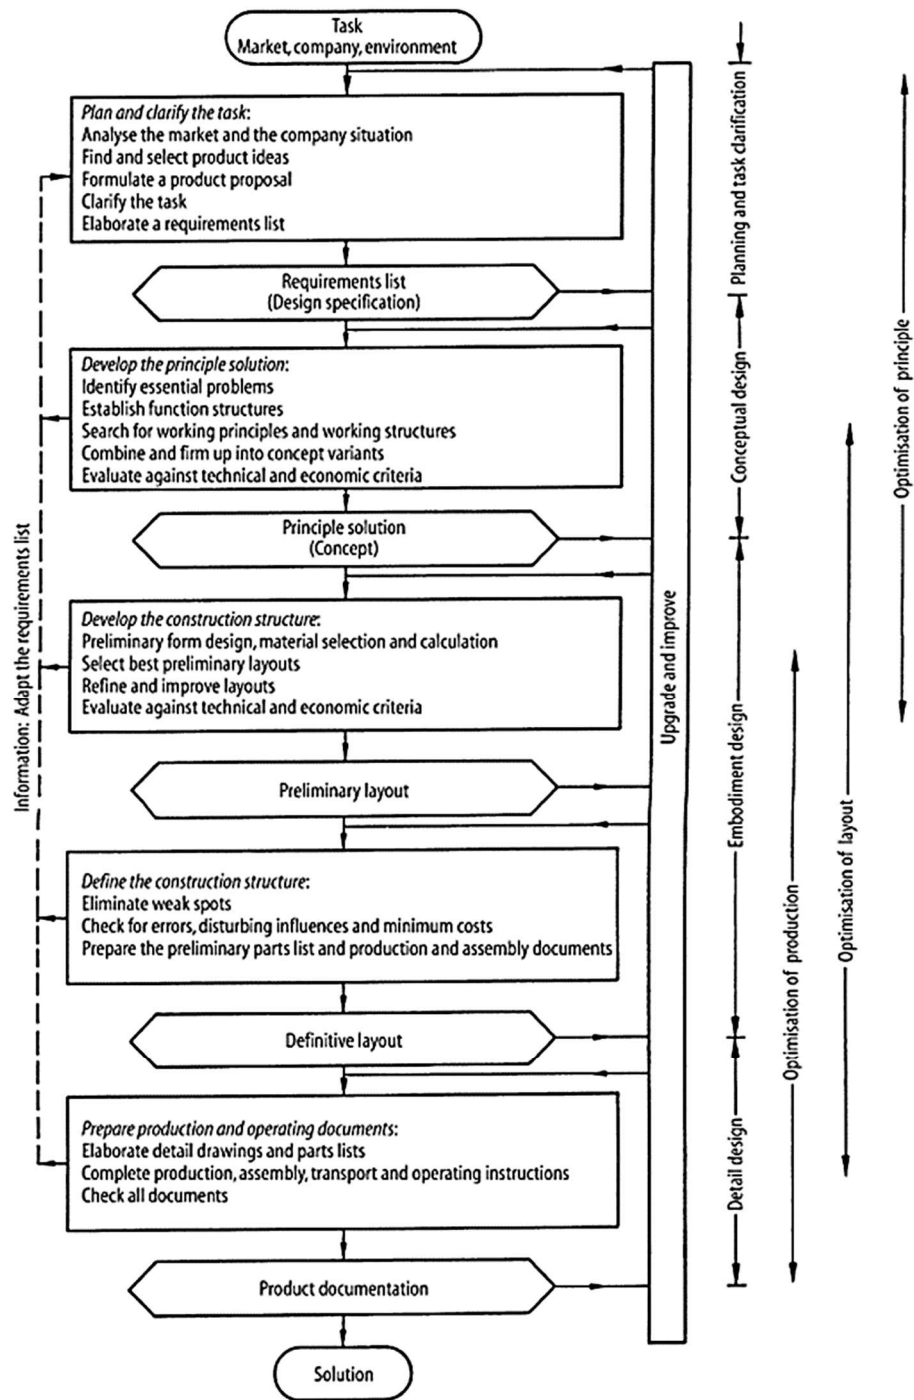 Task
Market, company, environment
Plan and clarify the task:
Analyse the market and the company situation
Find and select product ideas
Formulate a product proposal
Clarify the task
Elaborate a requirements list
Requirements list
(Design specification)
Develop the principle solution:
Identify essential problems
Establish function structures
Search for working principles and working structures
Combine and firm up into concept variants
Evaluate against technical and economic criteria
Principle solution
(Concept)
Develop the construction structure:
Preliminary form design, material selection and calculation
Select best preliminary layouts
Refine and improve layouts
Evaluate against technical and economic criteria
Preliminary layout
Define the construction structure:
Eliminate weak spots
Check for errors, disturbing influences and minimum costs
Prepare the preliminary parts list and production and assembly documents
Definitive layout
Prepare production and operating documents:
Elaborate detail drawings and parts lists
Complete production, assembly, transport and operating instructions
Check all documents
Product documentation
Solution
Information: Adapt the requirements list
Upgrade and improve
Planning and task clarification
Conceptual design
Embodiment design
Detail design
Optimisation of production
Optimisation of layout
Optimisation of principle